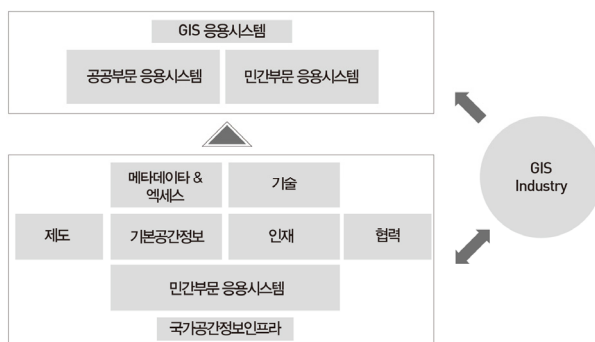 GIS 응용시스템
공공부문 응용시스템
민간부문 응용시스템
메타데이타 &
엑세스
기술
제도
기본공간정보
인재
협력
민간부문 응용시스템
국가공간정보인프라
GIS
Industry